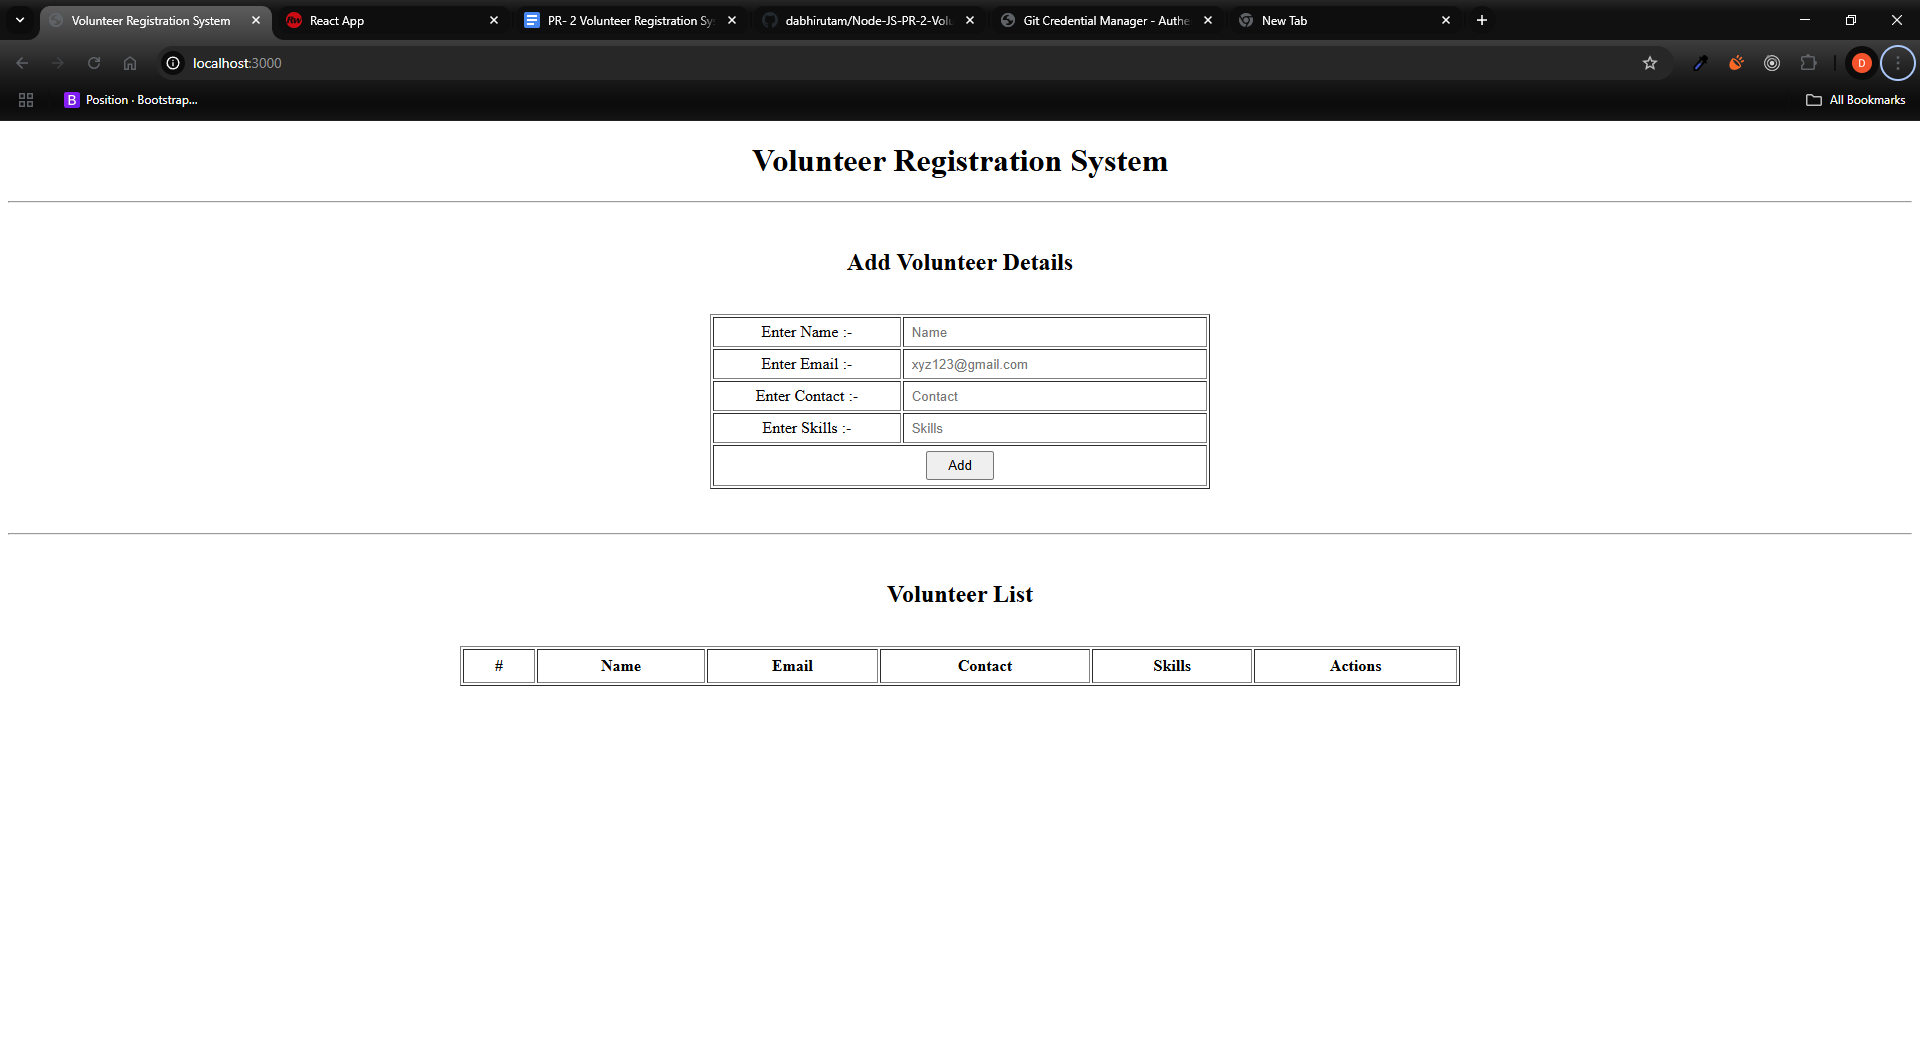 Volunteer Registration System
React App
PR- 2 Volunteer Registration Sy
dabhirutam/Node-JS-PR-2-Volu
Git Credential Manager - Authe
New Tab
localhost:3000
D
B Position · Bootstrap...
All Bookmarks
Volunteer Registration System
Add Volunteer Details
Enter Name :- Name
Enter Email :- xyz123@gmail.com
Enter Contact :- Contact
Enter Skills :- Skills
Add
Volunteer List
# Name Email Contact Skills Actions